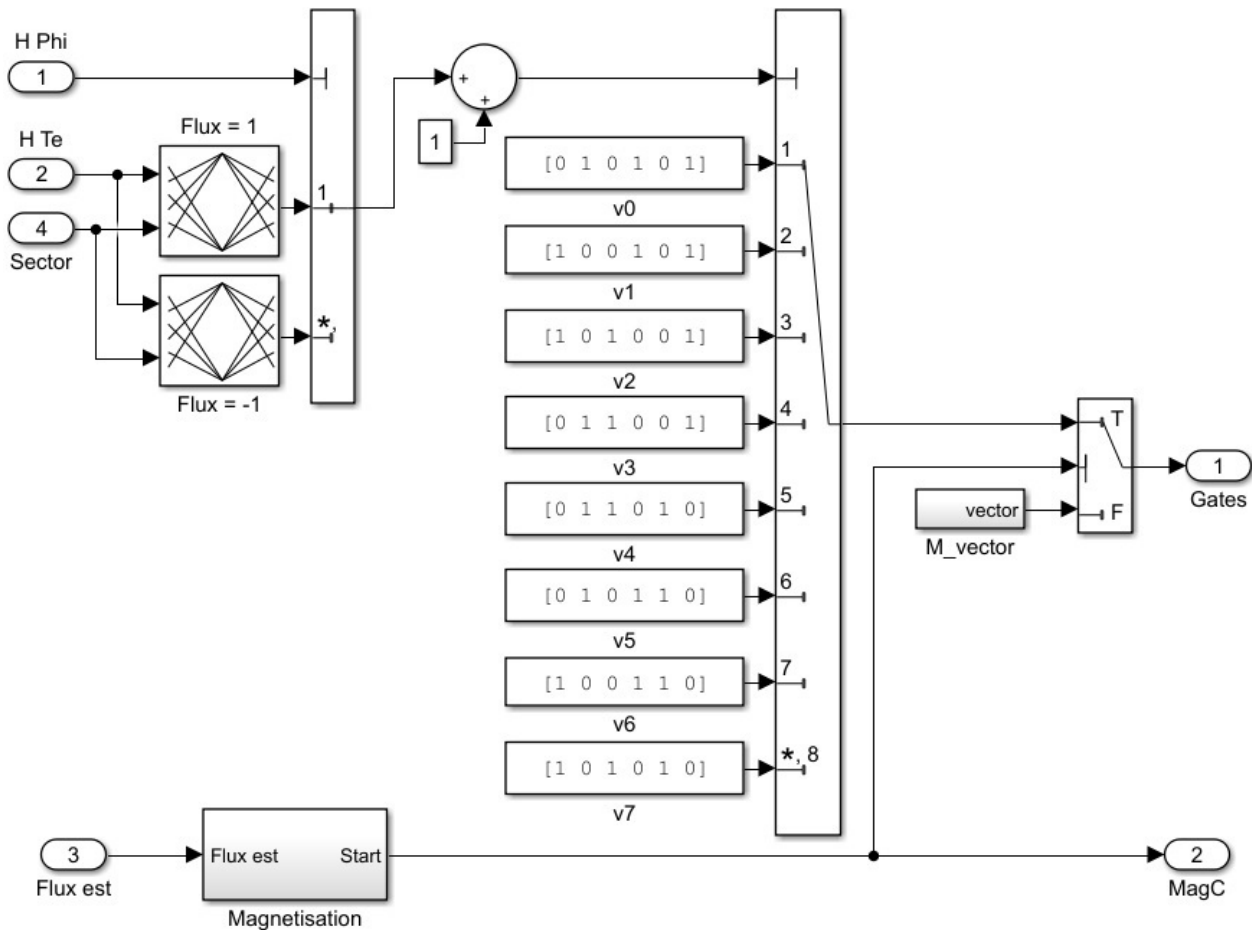 H Phi
1
H Te
2
4
Sector
Flux = 1
1
*,
Flux = -1
+
+
1
[0 1 0 1 0 1]
1
v0
[1 0 0 1 0 1]
2
v1
[1 0 1 0 0 1]
3
v2
[0 1 1 0 0 1]
4
v3
[0 1 1 0 1 0]
5
v4
[0 1 0 1 1 0]
6
v5
[1 0 0 1 1 0]
7
v6
[1 0 1 0 1 0]
*, 8
v7
T
F
vector
M_vector
1
Gates
3
Flux est
Flux est Start
Magnetisation
2
MagC